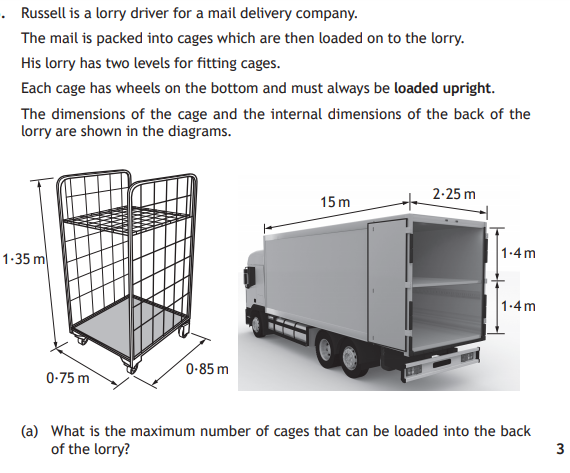 . Russell is a lorry driver for a mail delivery company.
The mail is packed into cages which are then loaded on to the lorry.
His lorry has two levels for fitting cages.
Each cage has wheels on the bottom and must always be loaded upright.
The dimensions of the cage and the internal dimensions of the back of the
lorry are shown in the diagrams.
15 m
2·25 m
1·35 m
1·4 m
1·4 m
0·75 m
0·85 m
(a) What is the maximum number of cages that can be loaded into the back
of the lorry?
3